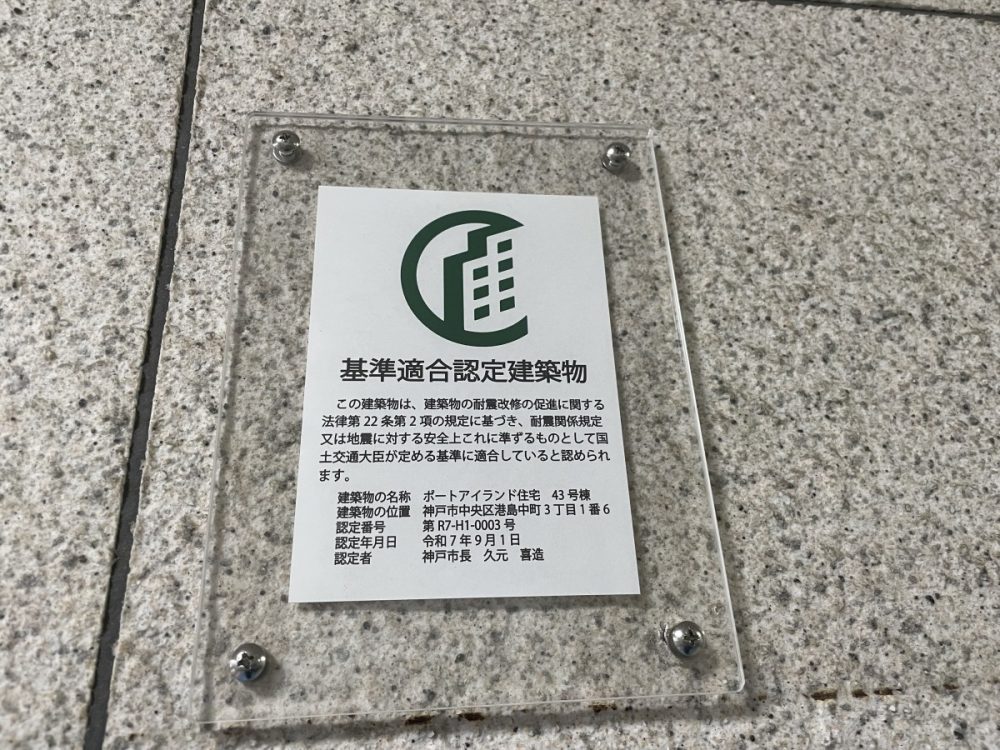 基準適合認定建築物
この建築物は、建築物の耐震改修の促進に関する
法律第22条第2項の規定に基づき、耐震関係規定
又は地震に対する安全上これに準ずるものとして国
土交通大臣が定める基準に適合していると認められ
ます。
建築物の名称 ポートアイランド住宅 43号棟
建築物の位置 神戸市中央区港島中町3丁目1番6
認定番号 第R7-H1-0003号
認定年月日 令和7年9月1日
認定者 神戸市長 久元 喜造